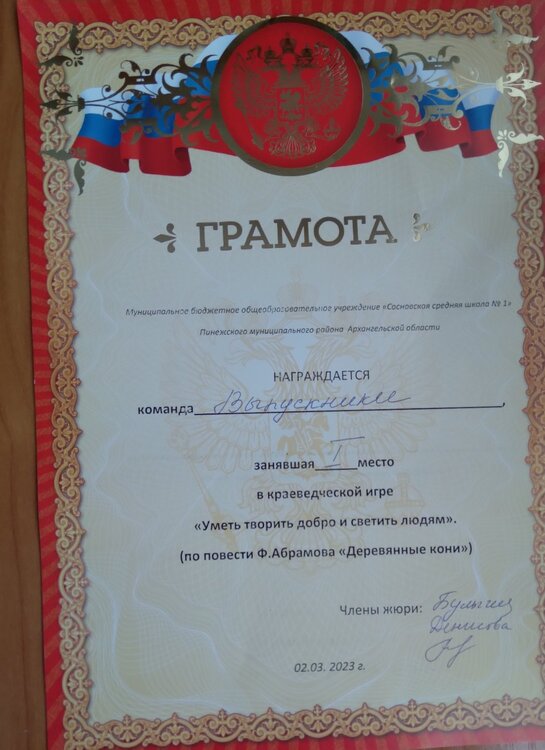 ГРАМОТА
Муниципальное бюджетное общеобразовательное учреждение «Сосновская средняя школа № 1»
Пинежского муниципального района Архангельской области
НАГРАЖДАЕТСЯ
команда Выпускники,
занявшая I место
в краеведческой игре
«Уметь творить добро и светить людям».
(по повести Ф.Абрамова «Деревянные кони»)
Члены жюри:
Денисова
02.03. 2023 г.